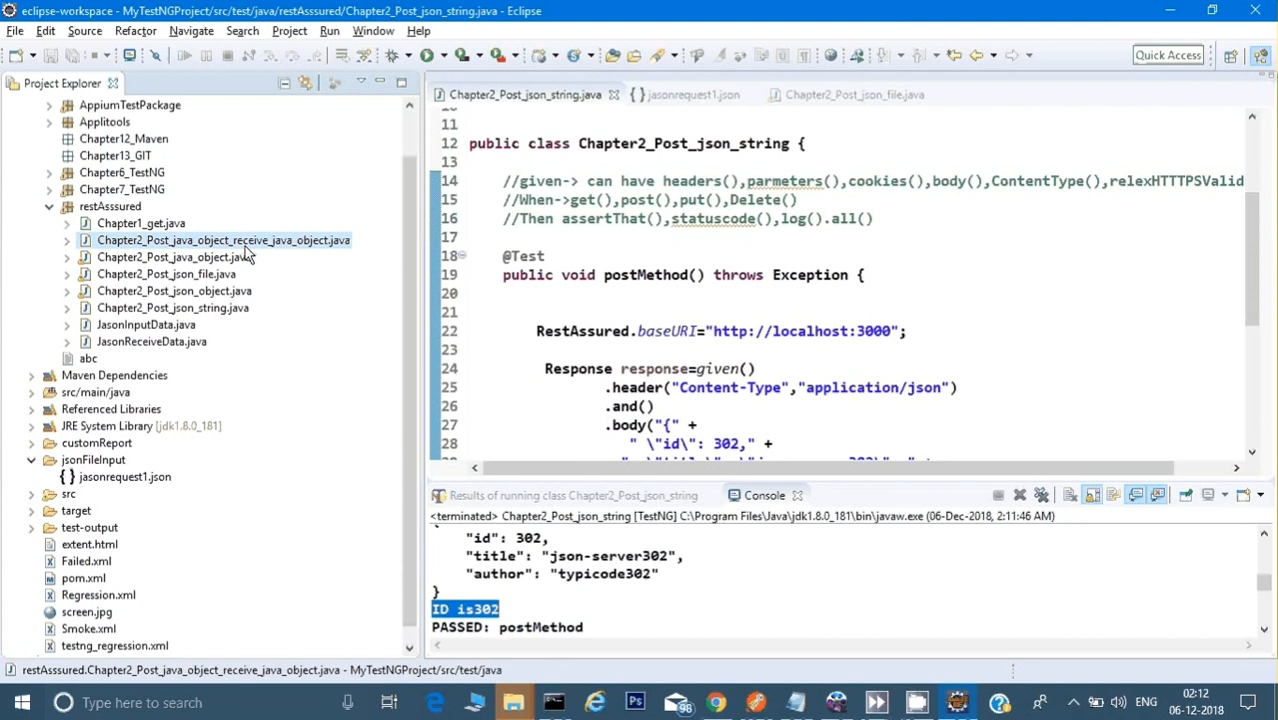 eclipse-workspace - MyTestNGProject/src/test/java/restAsssured/Chapter2_Post_json_string.java - Eclipse
File Edit Source Refactor Navigate Search Project Run Window Help
Quick Access
Project Explorer
AppiumTestPackage
Applitools
Chapter12_Maven
Chapter13_GIT
Chapter6_TestNG
Chapter7_TestNG
restAsssured
Chapter1_get.java
Chapter2_Post_java_object_receive_java_object.java
Chapter2_Post_java_object.java
Chapter2_Post_json_file.java
Chapter2_Post_json_object.java
Chapter2_Post_json_string.java
JasonInputData.java
JasonReceiveData.java
abc
Maven Dependencies
src/main/java
Referenced Libraries
JRE System Library [jdk1.8.0_181]
customReport
jsonFileInput
jasonrequest1.json
src
target
test-output
extent.html
Failed.xml
pom.xml
Regression.xml
screen.jpg
Smoke.xml
testng_regression.xml
Chapter2_Post_json_string.java jasonrequest1.json Chapter2_Post_json_file.java
11
12 public class Chapter2_Post_json_string {
13
14 //given-> can have headers(),parmeters(),cookies(),body(),ContentType(),relexHTTTPSValid
15 //When->get(),post(),put(),Delete()
16 //Then assertThat(),statuscode(),log().all()
17
18 @Test
19 public void postMethod() throws Exception {
20
21
22 RestAssured.baseURI="http://localhost:3000";
23
24 Response response=given()
25 .header("Content-Type","application/json")
26 .and()
27 .body("{" +
28 " \"id\": 302," +
Results of running class Chapter2_Post_json_string Console
<terminated> Chapter2_Post_json_string [TestNG] C:\Program Files\Java\jdk1.8.0_181\bin\javaw.exe (06-Dec-2018, 2:11:46 AM)
{
"id": 302,
"title": "json-server302",
"author": "typicode302"
}
ID is302
PASSED: postMethod
restAsssured.Chapter2_Post_java_object_receive_java_object.java - MyTestNGProject/src/test/java
Type here to search
98
ENG
02:12
06-12-2018